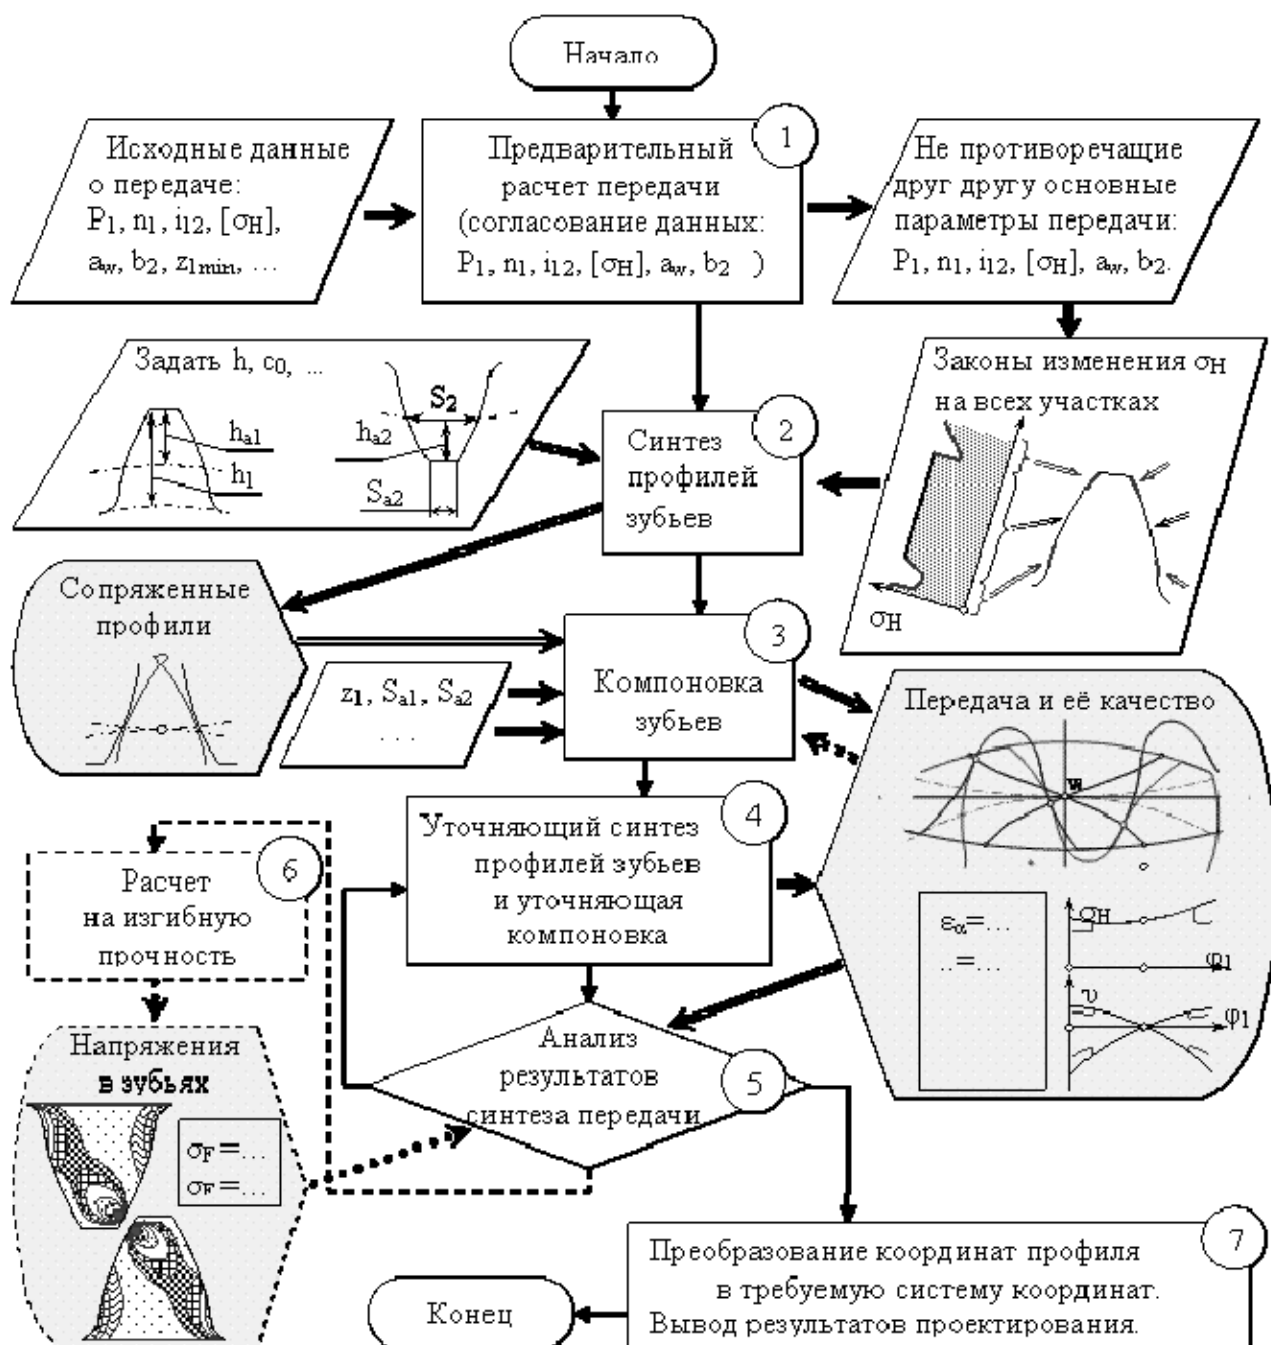 Начало
Исходные данные
о передаче:
P1, n1, i12, [σH],
aw, b2, z1min, ...
1
Предварительный
расчет передачи
(согласование данных:
P1, n1, i12, [σH], aw, b2 )
Не противоречащие
друг другу основные
параметры передачи:
P1, n1, i12, [σH], aw, b2.
Задать h, c0, ...
ha1
h1
S2
ha2
Sa2
2
Синтез
профилей
зубьев
Законы изменения σH
на всех участках
σH
Сопряженные
профили
z1, Sa1, Sa2
...
3
Компоновка
зубьев
Передача и её качество
w
εα=...
..=...
σH
φ1
υ
φ1
4
Уточняющий синтез
профилей зубьев
и уточняющая
компоновка
6
Расчет
на изгибную
прочность
Напряжения
в зубьях
σF=...
σF=...
5
Анализ
результатов
синтеза передачи
7
Преобразование координат профиля
в требуемую систему координат.
Вывод результатов проектирования.
Конец